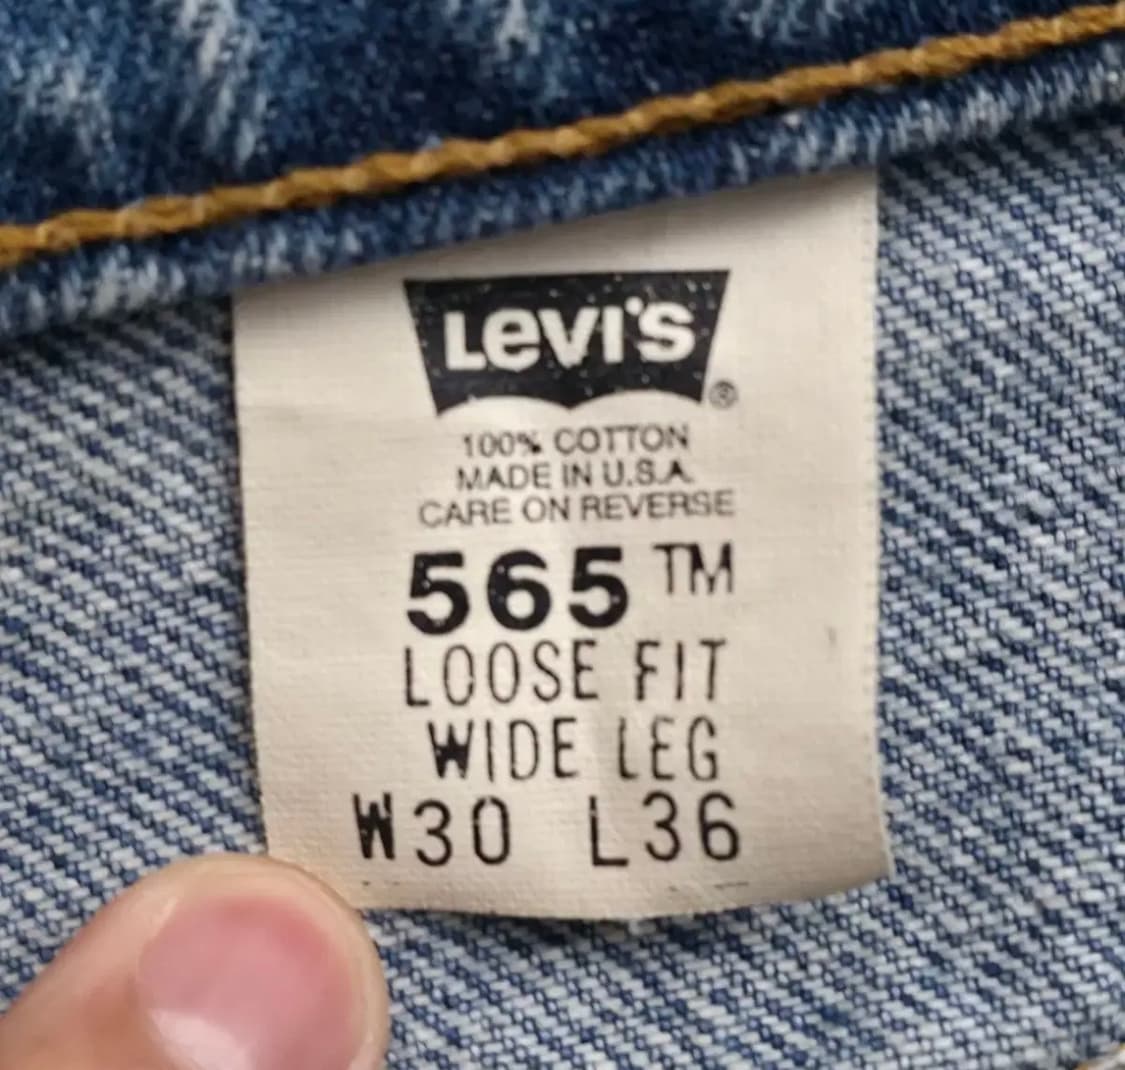 LEVI'S ®
100% COTTON
MADE IN U.S.A.
CARE ON REVERSE
565 TM
LOOSE FIT
WIDE LEG
W30 L36